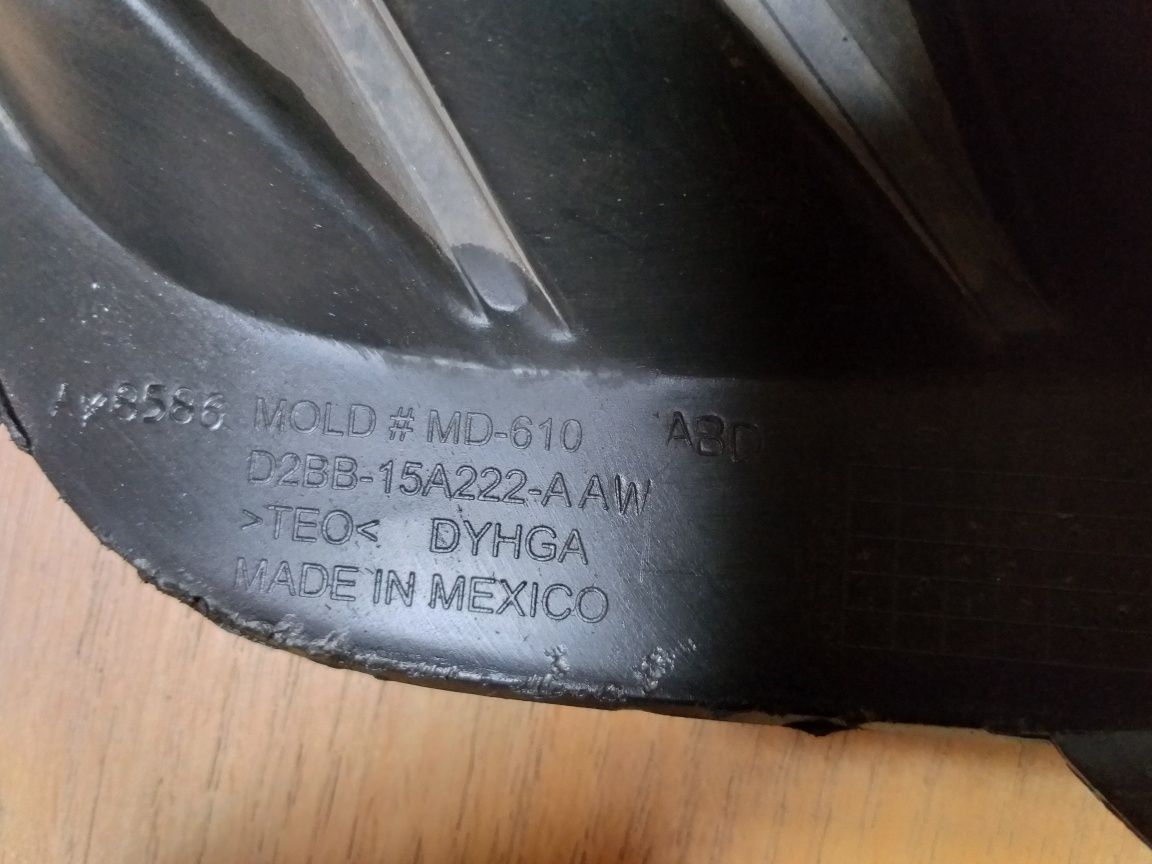 8586 MOLD # MD-610 ABD
D2BB-15A222-AAW
>TEO< DYHGA
MADE IN MEXICO